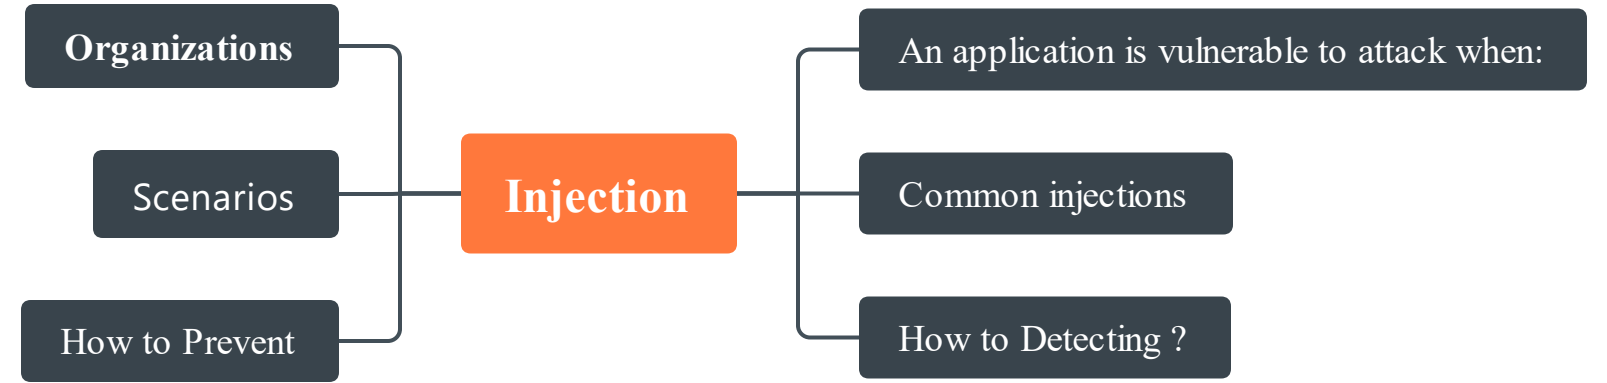 Organizations
Scenarios
How to Prevent
Injection
An application is vulnerable to attack when:
Common injections
How to Detecting ?